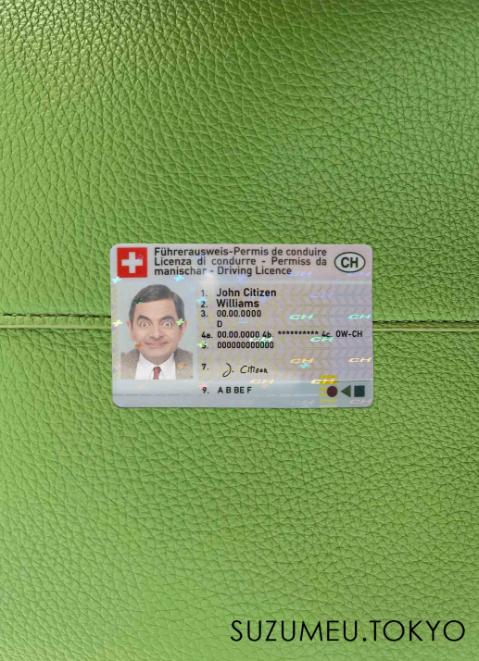 Führerausweis-Permis de conduire
Licenza di condurre - Permiss da
manischar - Driving Licence
CH
1. John Citizen
2. Williams
3. 00.00.0000
D
4a. 00.00.0000 4b ********** 4c. OW-CH
5. 000000000000
7. J. Citizen
9. A B BE F
SUZUMEU.TOKYO